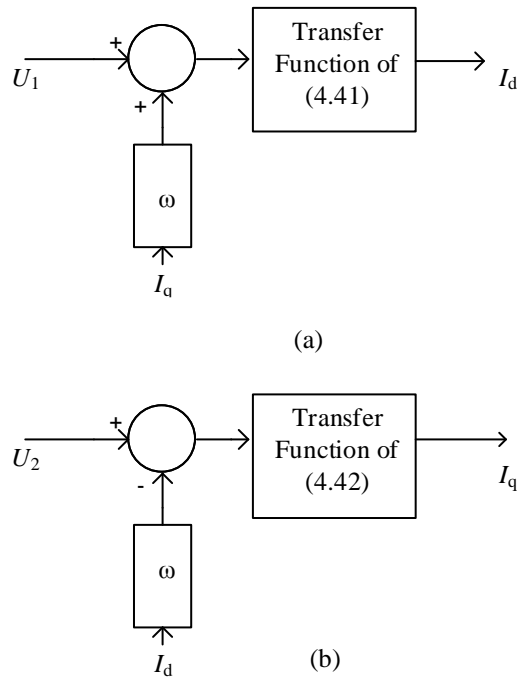 +
Transfer
Function of
(4.41)
U1
Id
+
ω
Iq
(a)
+
Transfer
Function of
(4.42)
U2
Iq
-
ω
Id
(b)